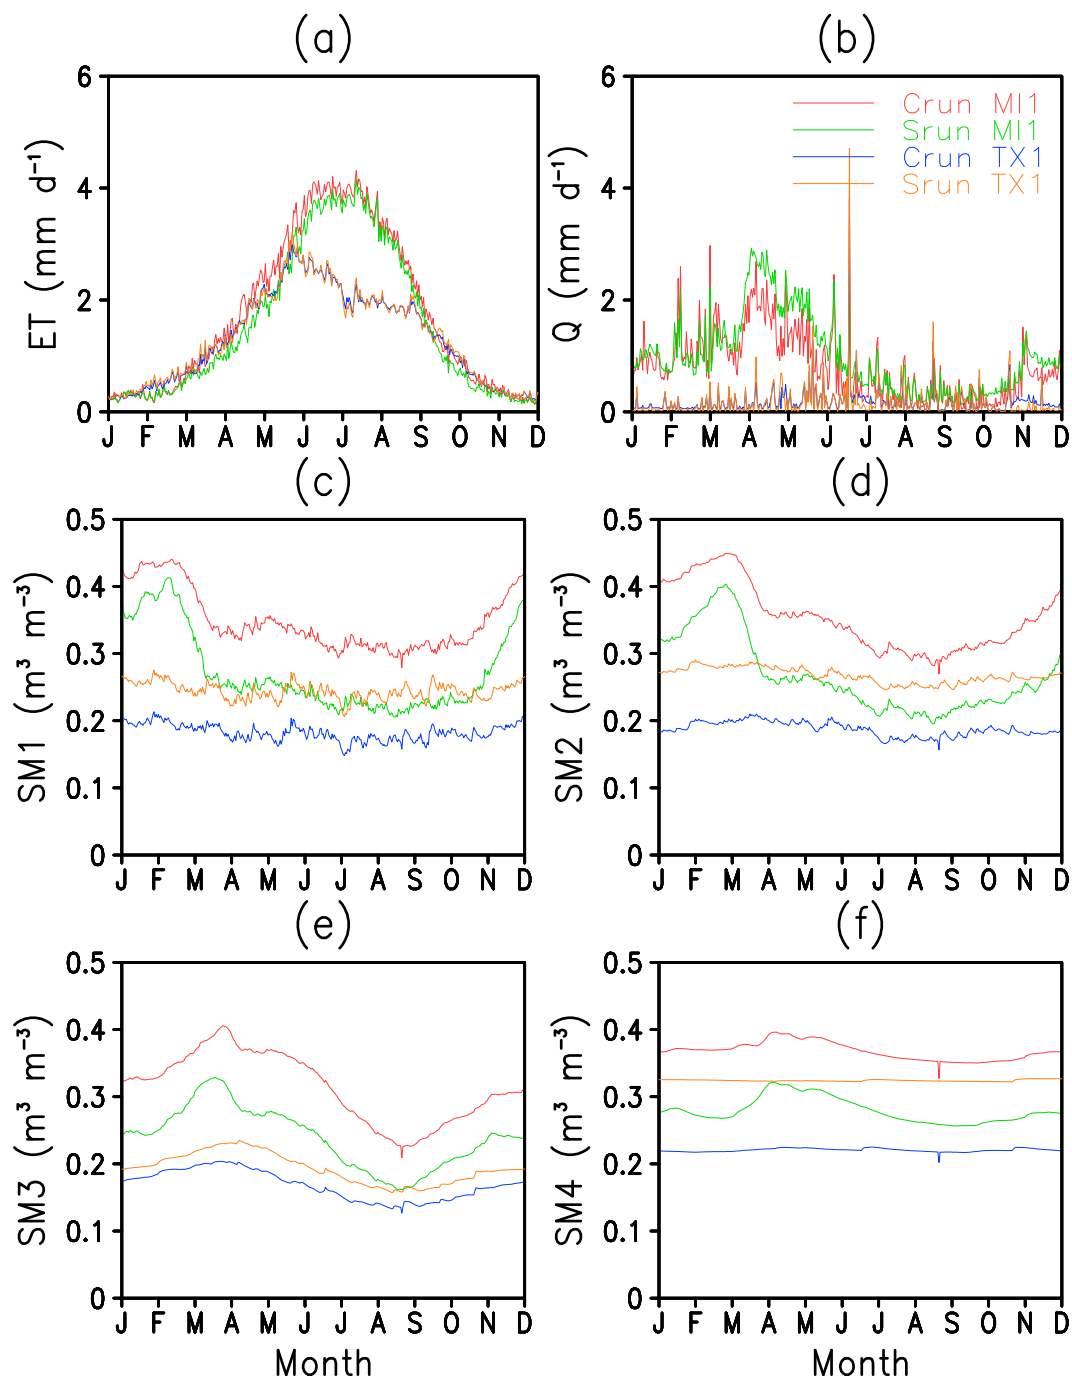 (a)
6
4
2
0
ET (mm d⁻¹)
J F M A M J J A S O N D
(b)
6
4
2
0
Q (mm d⁻¹)
Crun MI1
Srun MI1
Crun TX1
Srun TX1
J F M A M J J A S O N D
(c)
0.5
0.4
0.3
0.2
0.1
0
SM1 (m³ m⁻³)
J F M A M J J A S O N D
(d)
0.5
0.4
0.3
0.2
0.1
0
SM2 (m³ m⁻³)
J F M A M J J A S O N D
(e)
0.5
0.4
0.3
0.2
0.1
0
SM3 (m³ m⁻³)
J F M A M J J A S O N D
Month
(f)
0.5
0.4
0.3
0.2
0.1
0
SM4 (m³ m⁻³)
J F M A M J J A S O N D
Month